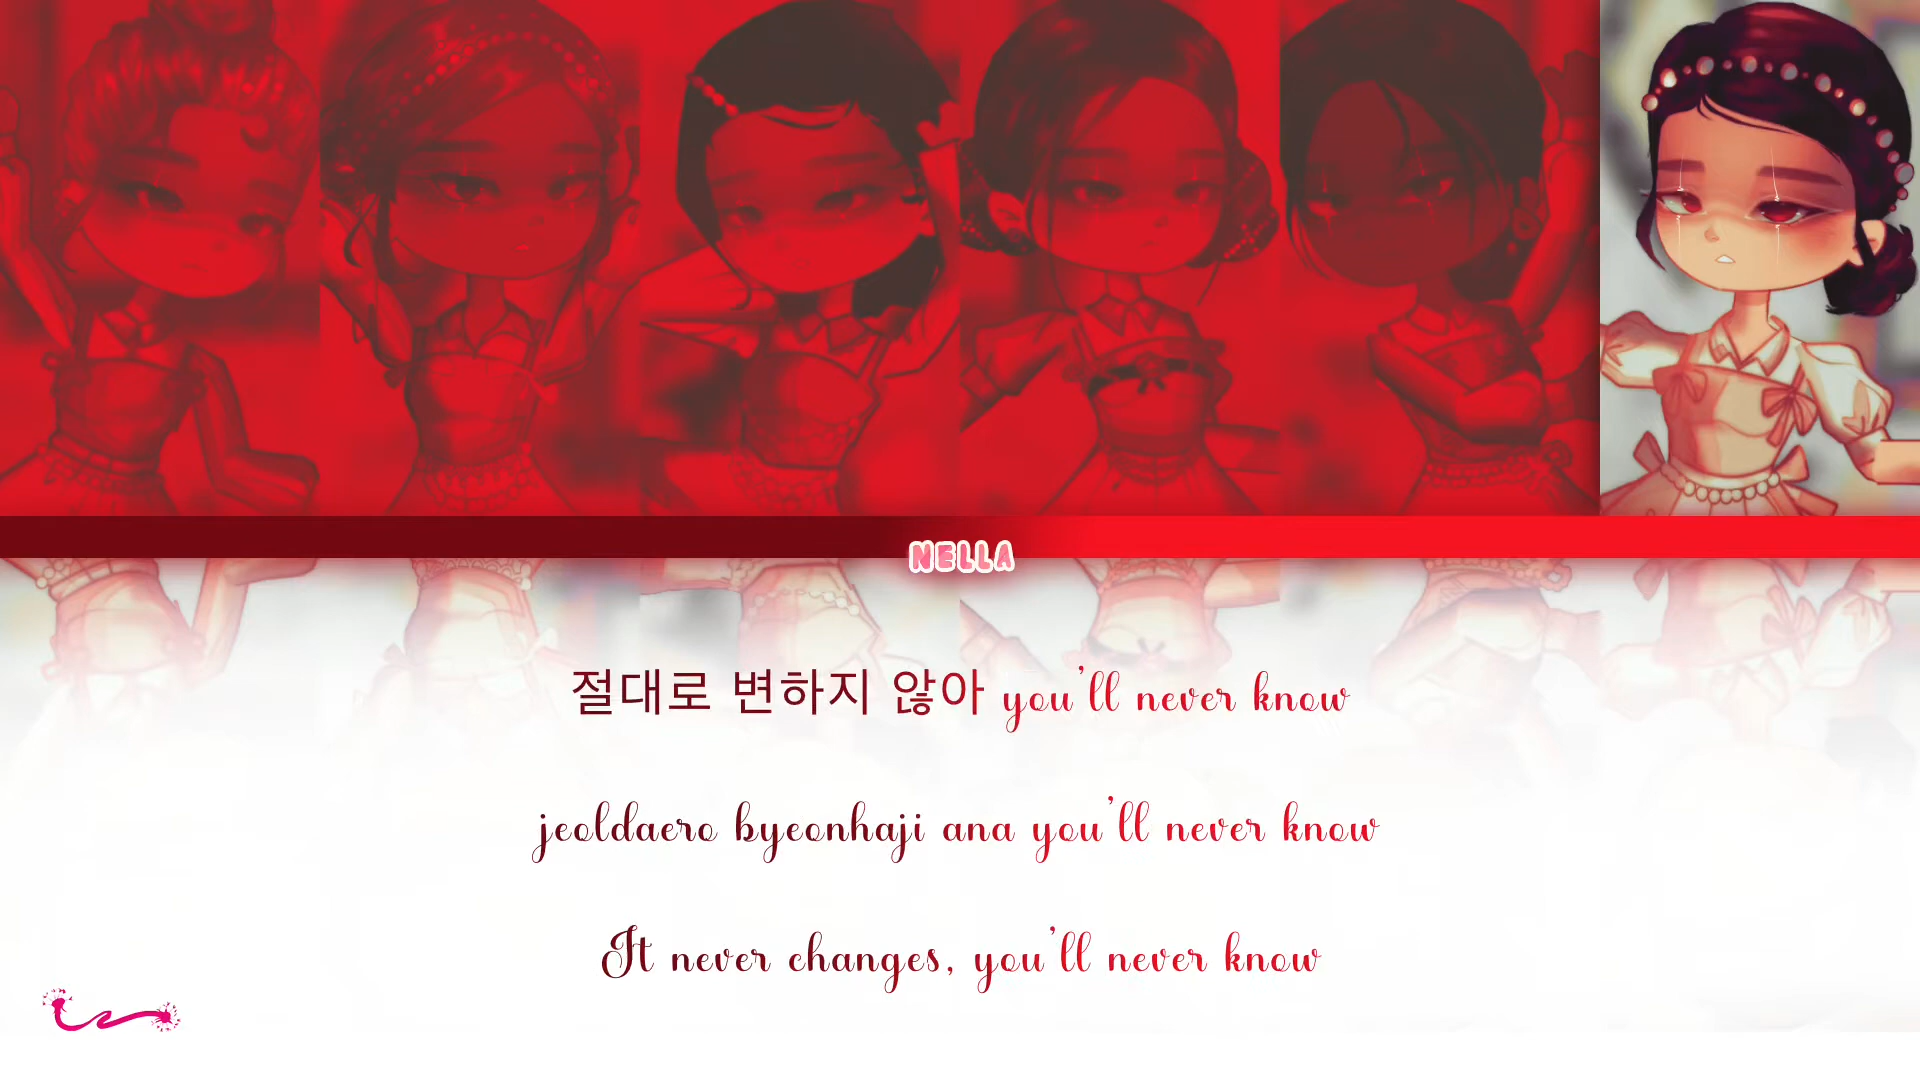 NELLA
절대로 변하지 않아 you'll never know
jeoldaero byeonhaji ana you'll never know
It never changes, you'll never know